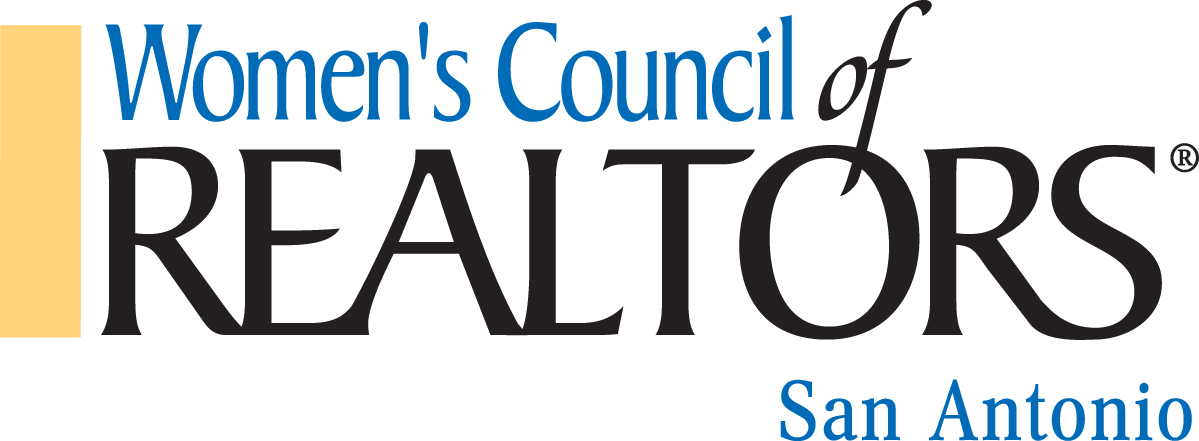 Women's Council of
REALTORS®
San Antonio